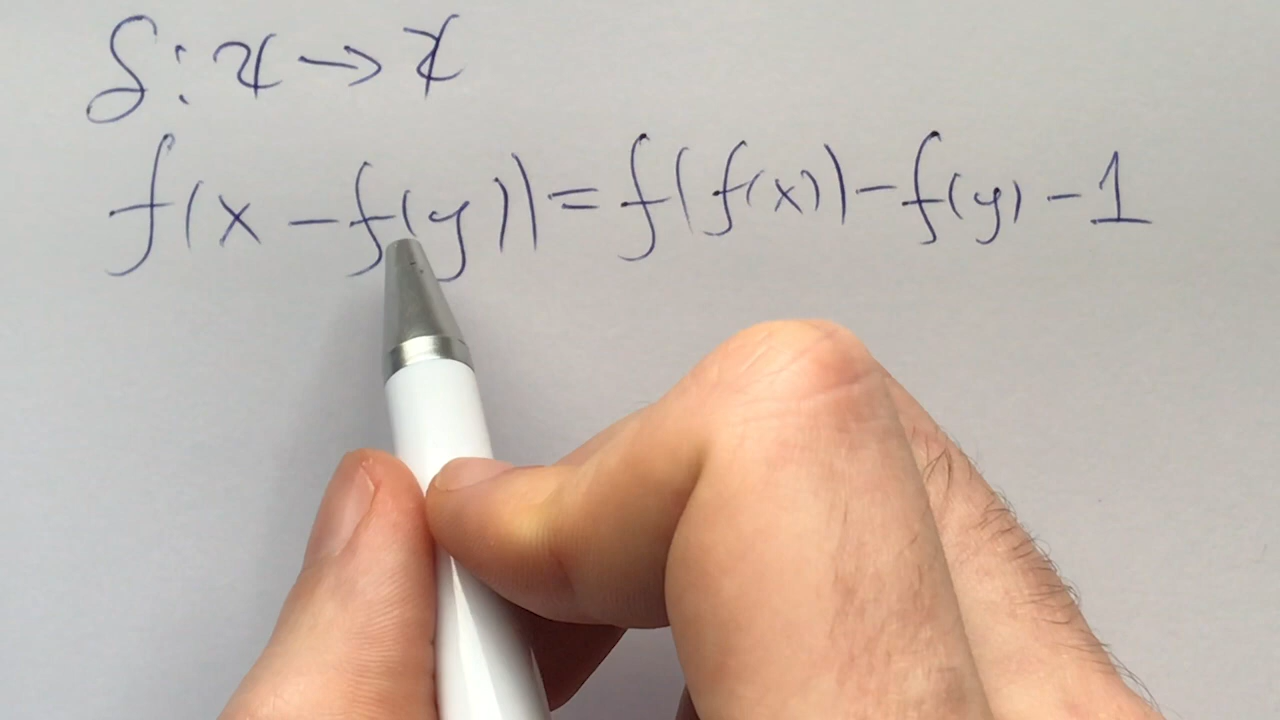 f: ℤ → ℤ
f(x - f(y)) = f(f(x)) - f(y) - 1